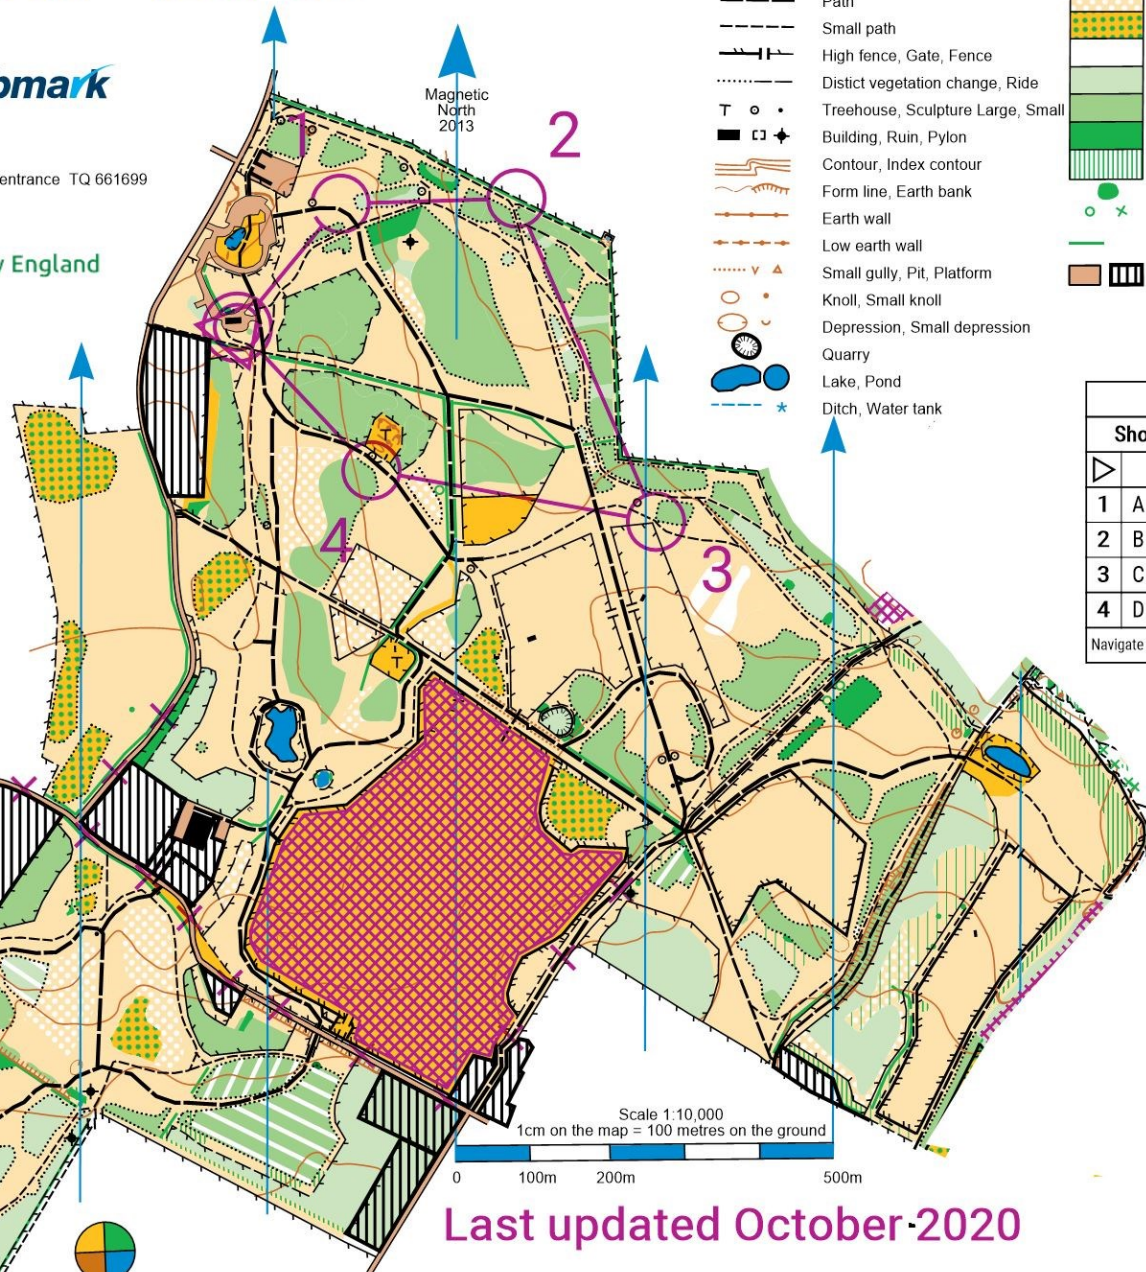 Path
Small path
High fence, Gate, Fence
Distict vegetation change, Ride
Treehouse, Sculpture Large, Small
Building, Ruin, Pylon
Contour, Index contour
Form line, Earth bank
Earth wall
Low earth wall
Small gully, Pit, Platform
Knoll, Small knoll
Depression, Small depression
Quarry
Lake, Pond
Ditch, Water tank
entrance TQ 661699
England
Magnetic
North
2013
1
2
3
4
T
T
Sho
1 A
2 B
3 C
4 D
Navigate
Scale 1:10,000
1cm on the map = 100 metres on the ground
0 100m 200m 500m
Last updated October 2020